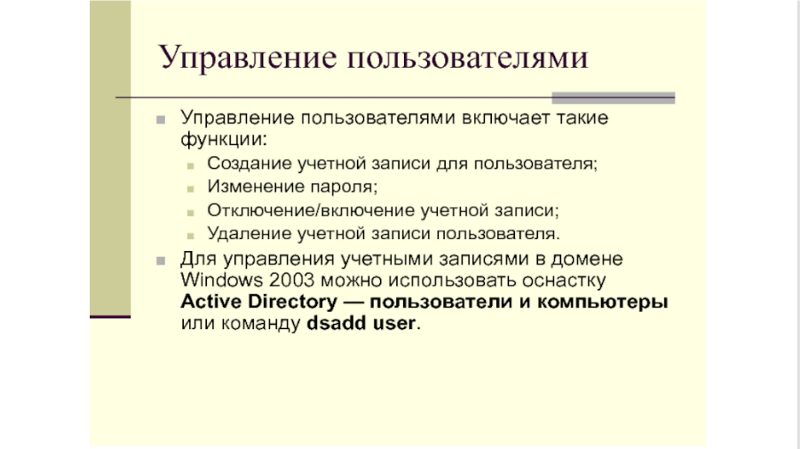 Управление пользователями
Управление пользователями включает такие
функции:
Создание учетной записи для пользователя;
Изменение пароля;
Отключение/включение учетной записи;
Удаление учетной записи пользователя.
Для управления учетными записями в домене
Windows 2003 можно использовать оснастку
Active Directory — пользователи и компьютеры
или команду dsadd user.